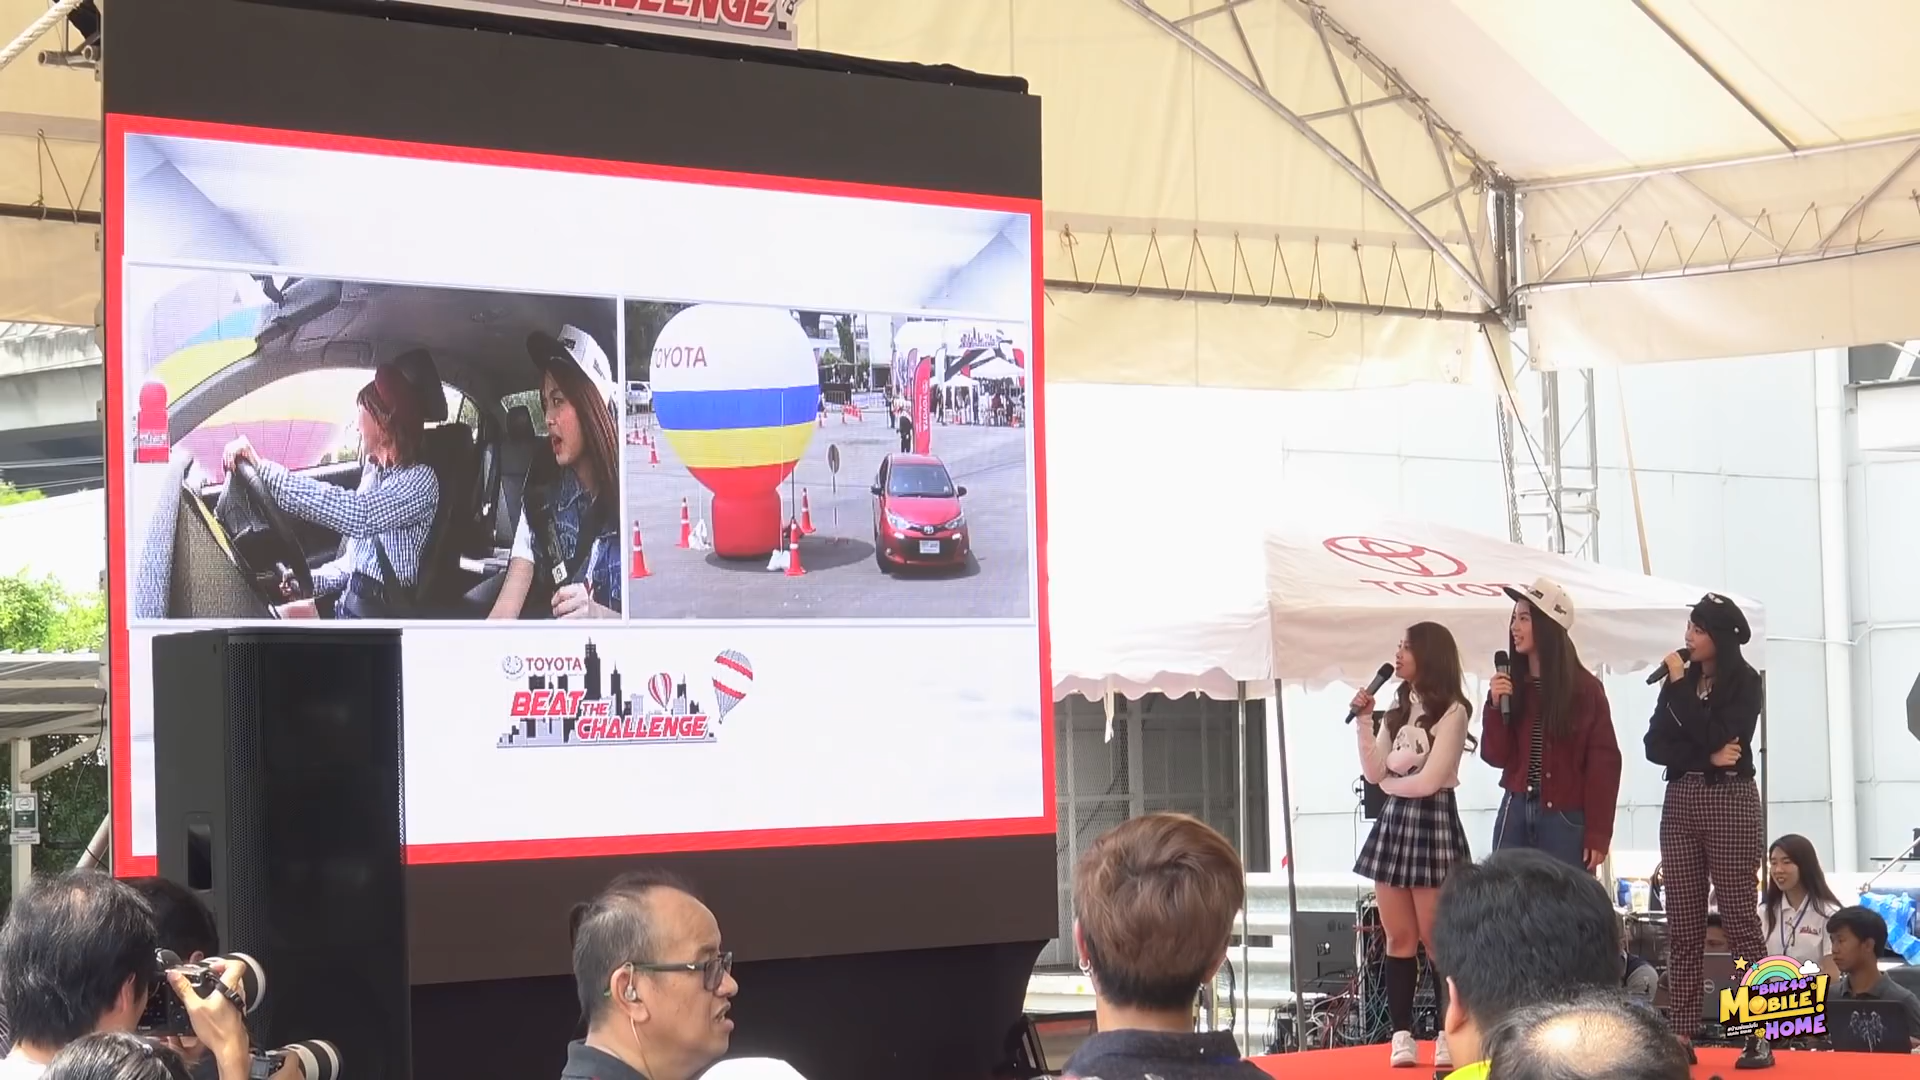 CHALLENGE
TOYOTA
TOYOTA
BEAT THE
CHALLENGE
TOYOTA
BNK48
MOBILE!
HOME